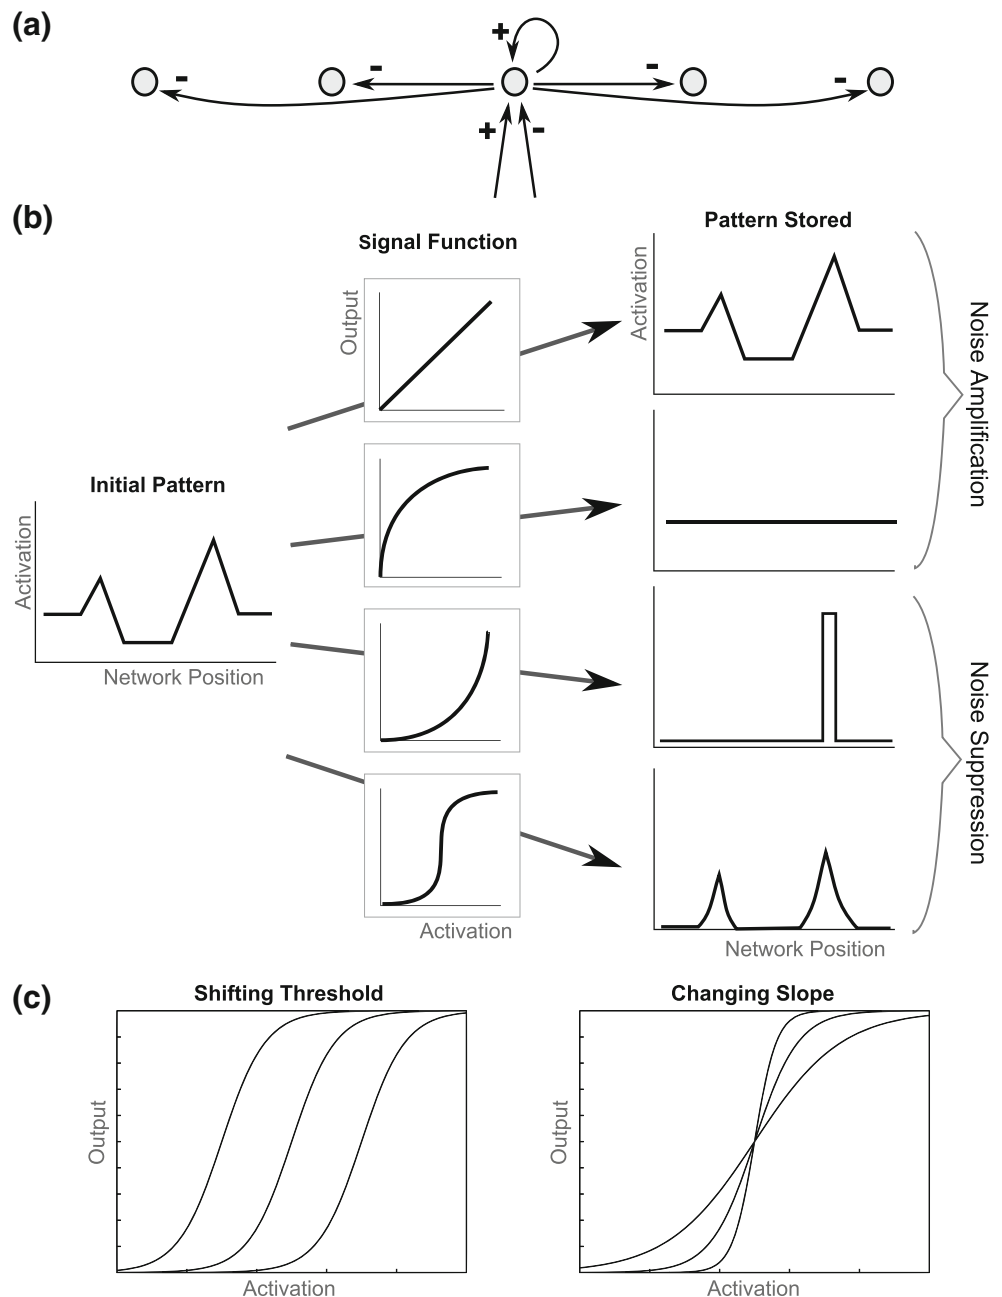 (a)
+
-
-
-
-
+
-
(b)
Signal Function
Pattern Stored
Output
Activation
Noise Amplification
Initial Pattern
Activation
Network Position
Noise Suppression
Activation
Network Position
(c)
Shifting Threshold
Changing Slope
Output
Output
Activation
Activation